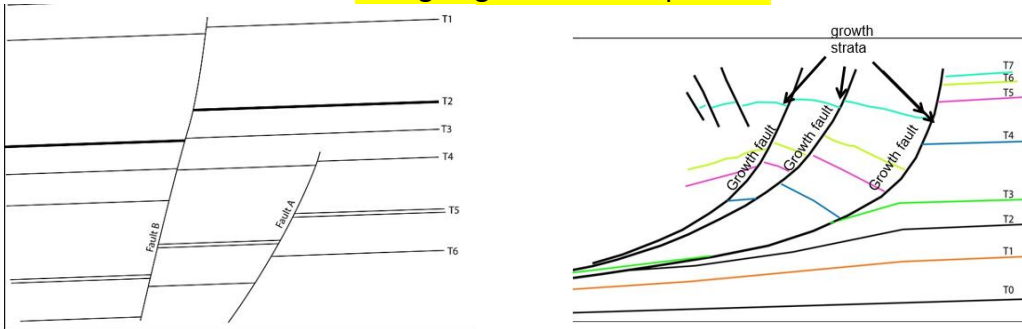 T1
T2
T3
T4
T5
T6
Fault B
Fault A
growth
strata
T7
T6
T5
T4
T3
T2
T1
T0
Growth fault
Growth fault
Growth fault